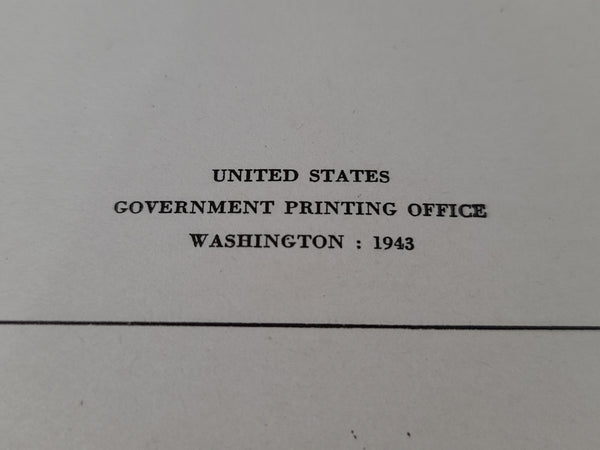 UNITED STATES
GOVERNMENT PRINTING OFFICE
WASHINGTON : 1943